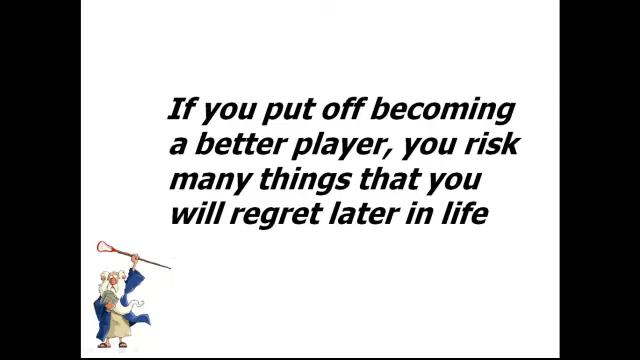 If you put off becoming
a better player, you risk
many things that you
will regret later in life